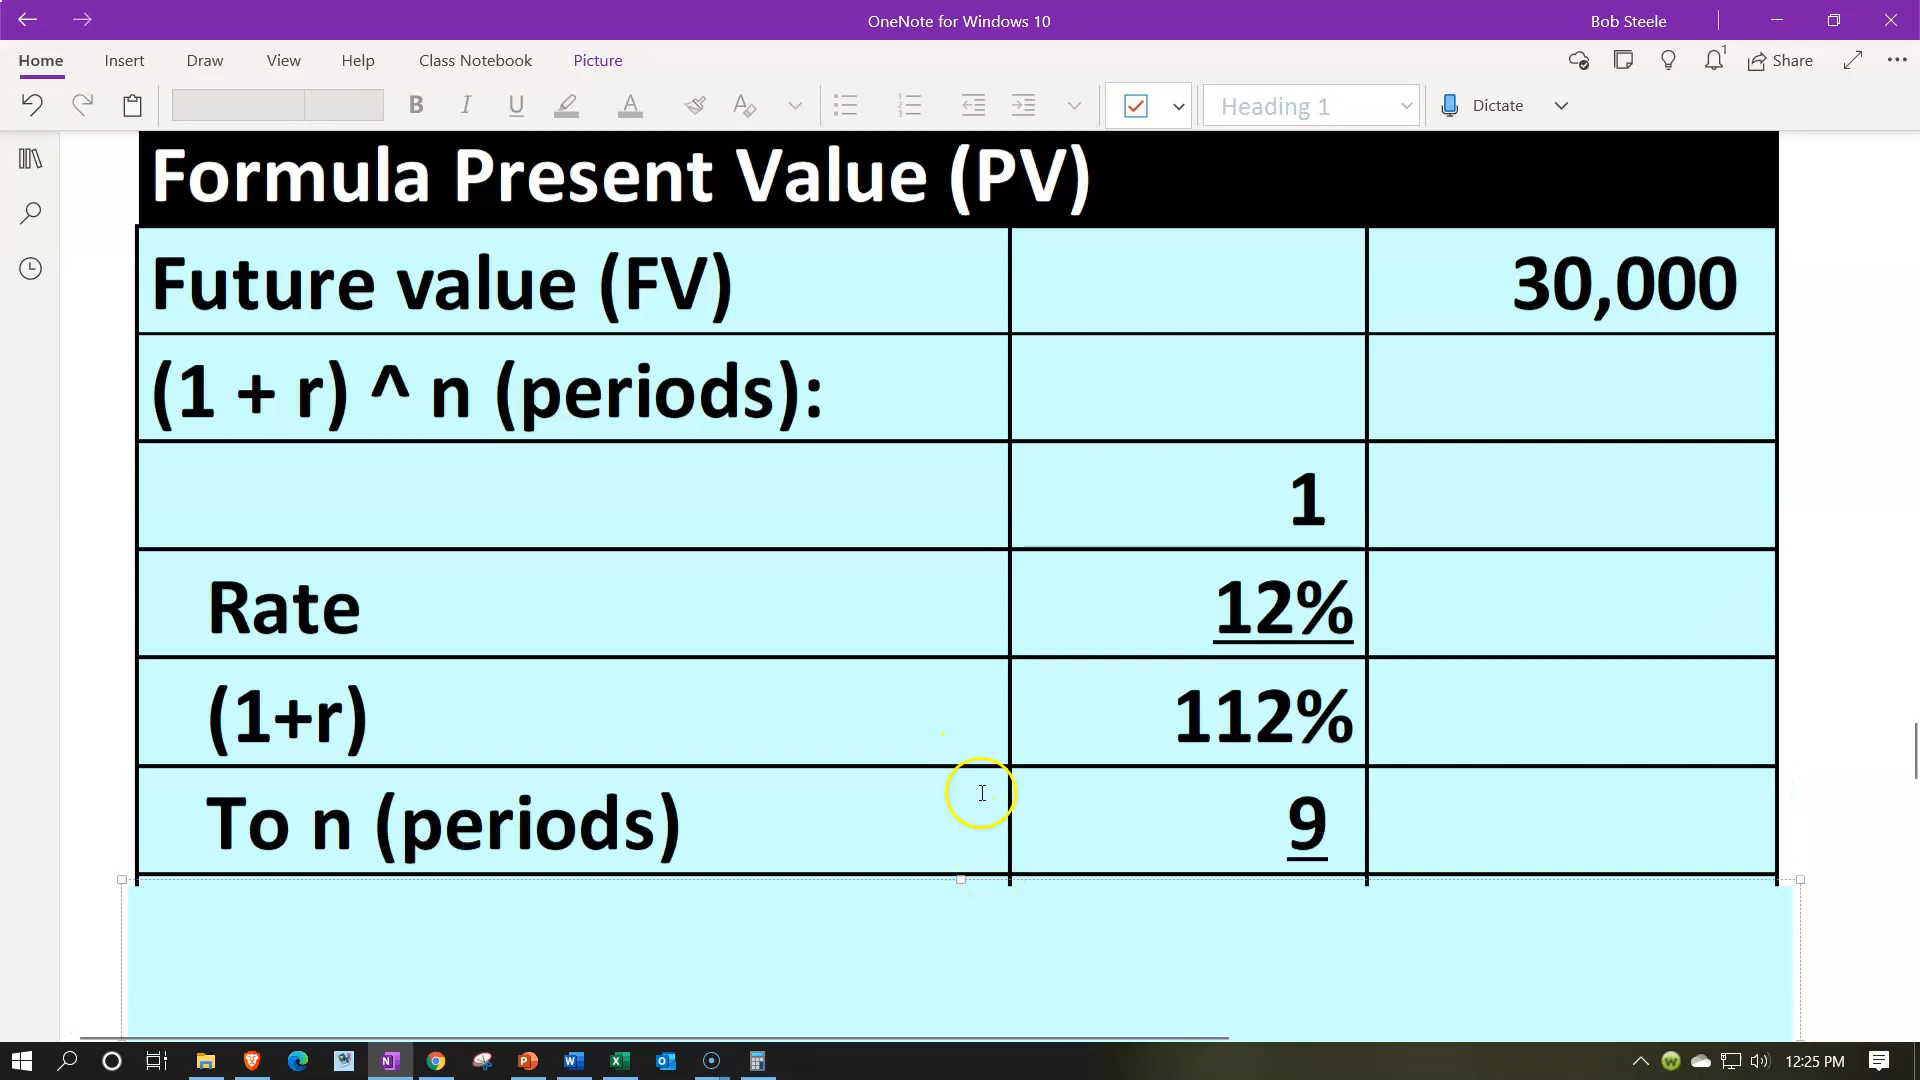 OneNote for Windows 10
Bob Steele
Home Insert Draw View Help Class Notebook Picture
1
Share
B I U A
Heading 1
Dictate
Formula Present Value (PV)
Future value (FV) 30,000
(1 + r) ^ n (periods):
1
Rate 12%
(1+r) 112%
To n (periods) 9
12:25 PM